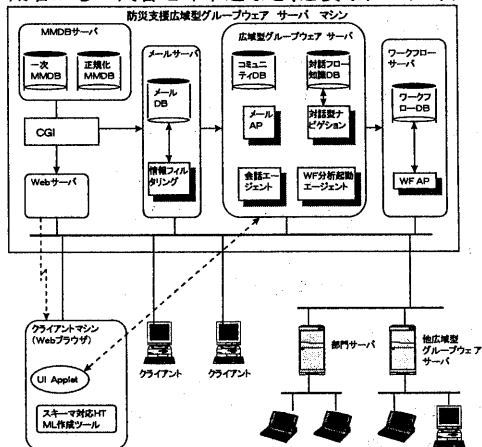 防災支援広域型グループウェア サーバ マシン
MMDBサーバ
一次
MMDB
正規化
MMDB
CGI
Webサーバ
メールサーバ
メール
DB
情報フィル
タリング
広域型グループウェア サーバ
コミュニ
ティDB
対話フロー
知識DB
メール
AP
対話型ナ
ビゲション
会話エー
ジェント
WF分析起動
エージェント
ワークフロー
サーバ
ワークフ
ローDB
WF AP
クライアントマシン
(Webブラウザ)
UI Applet
スキーマ対応HT
ML作成ツール
クライアント
クライアント
部門サーバ
他広域型
グループウェア
サーバ